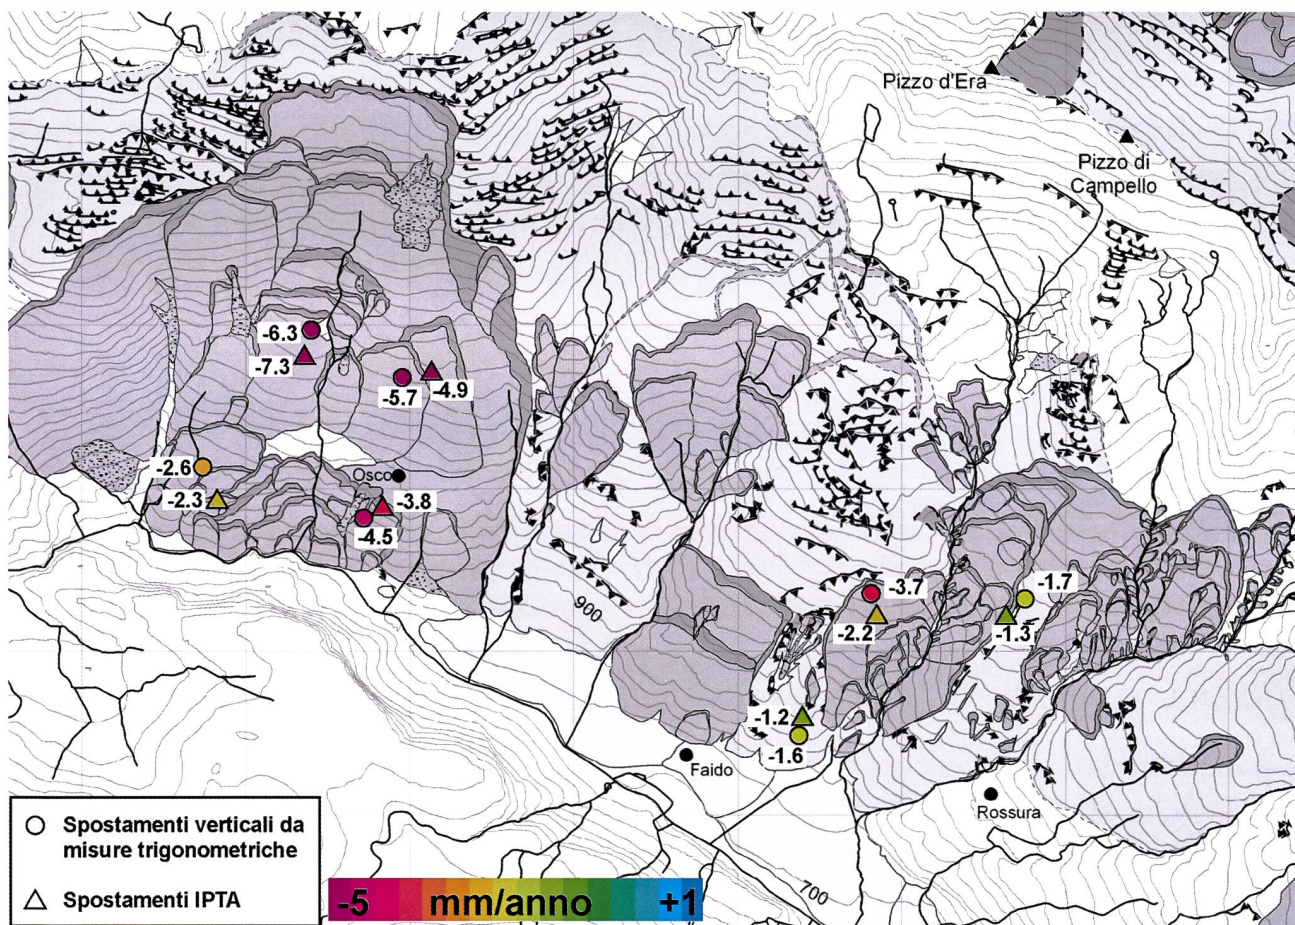 Pizzo d'Era
Pizzo di
Campello
-6.3
-7.3
-5.7
-4.9
-2.6
-2.3
Osco
-3.8
-4.5
900
-3.7
-2.2
-1.7
-1.3
-1.2
-1.6
Faido
Rossura
700
Spostamenti verticali da
misure trigonometriche
Spostamenti IPTA
-5 mm/anno +1